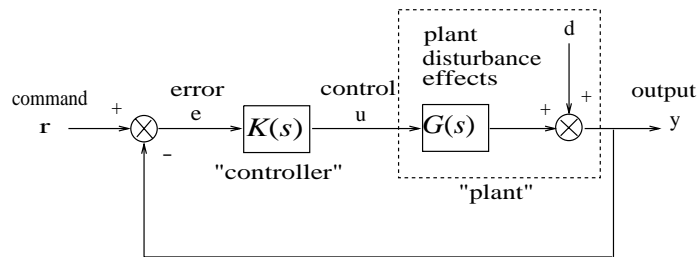 plant
disturbance
effects
d
command
r
+
error
e
K(s)
"controller"
control
u
G(s)
+
+
output
y
−
"plant"